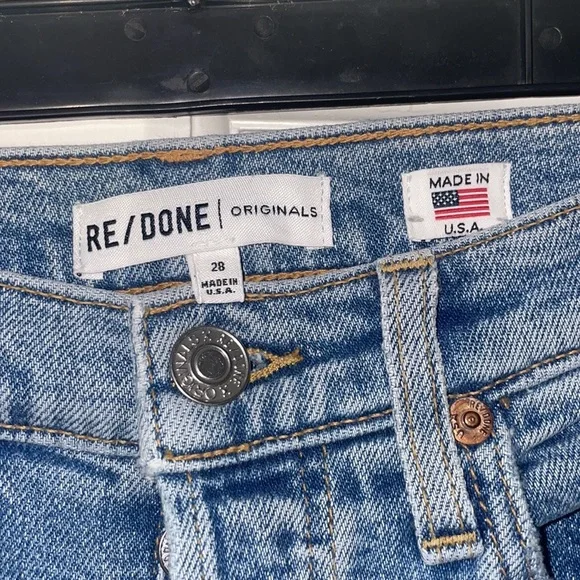 RE/DONE | ORIGINALS
28
MADE IN
U.S.A.
MADE IN
U.S.A.